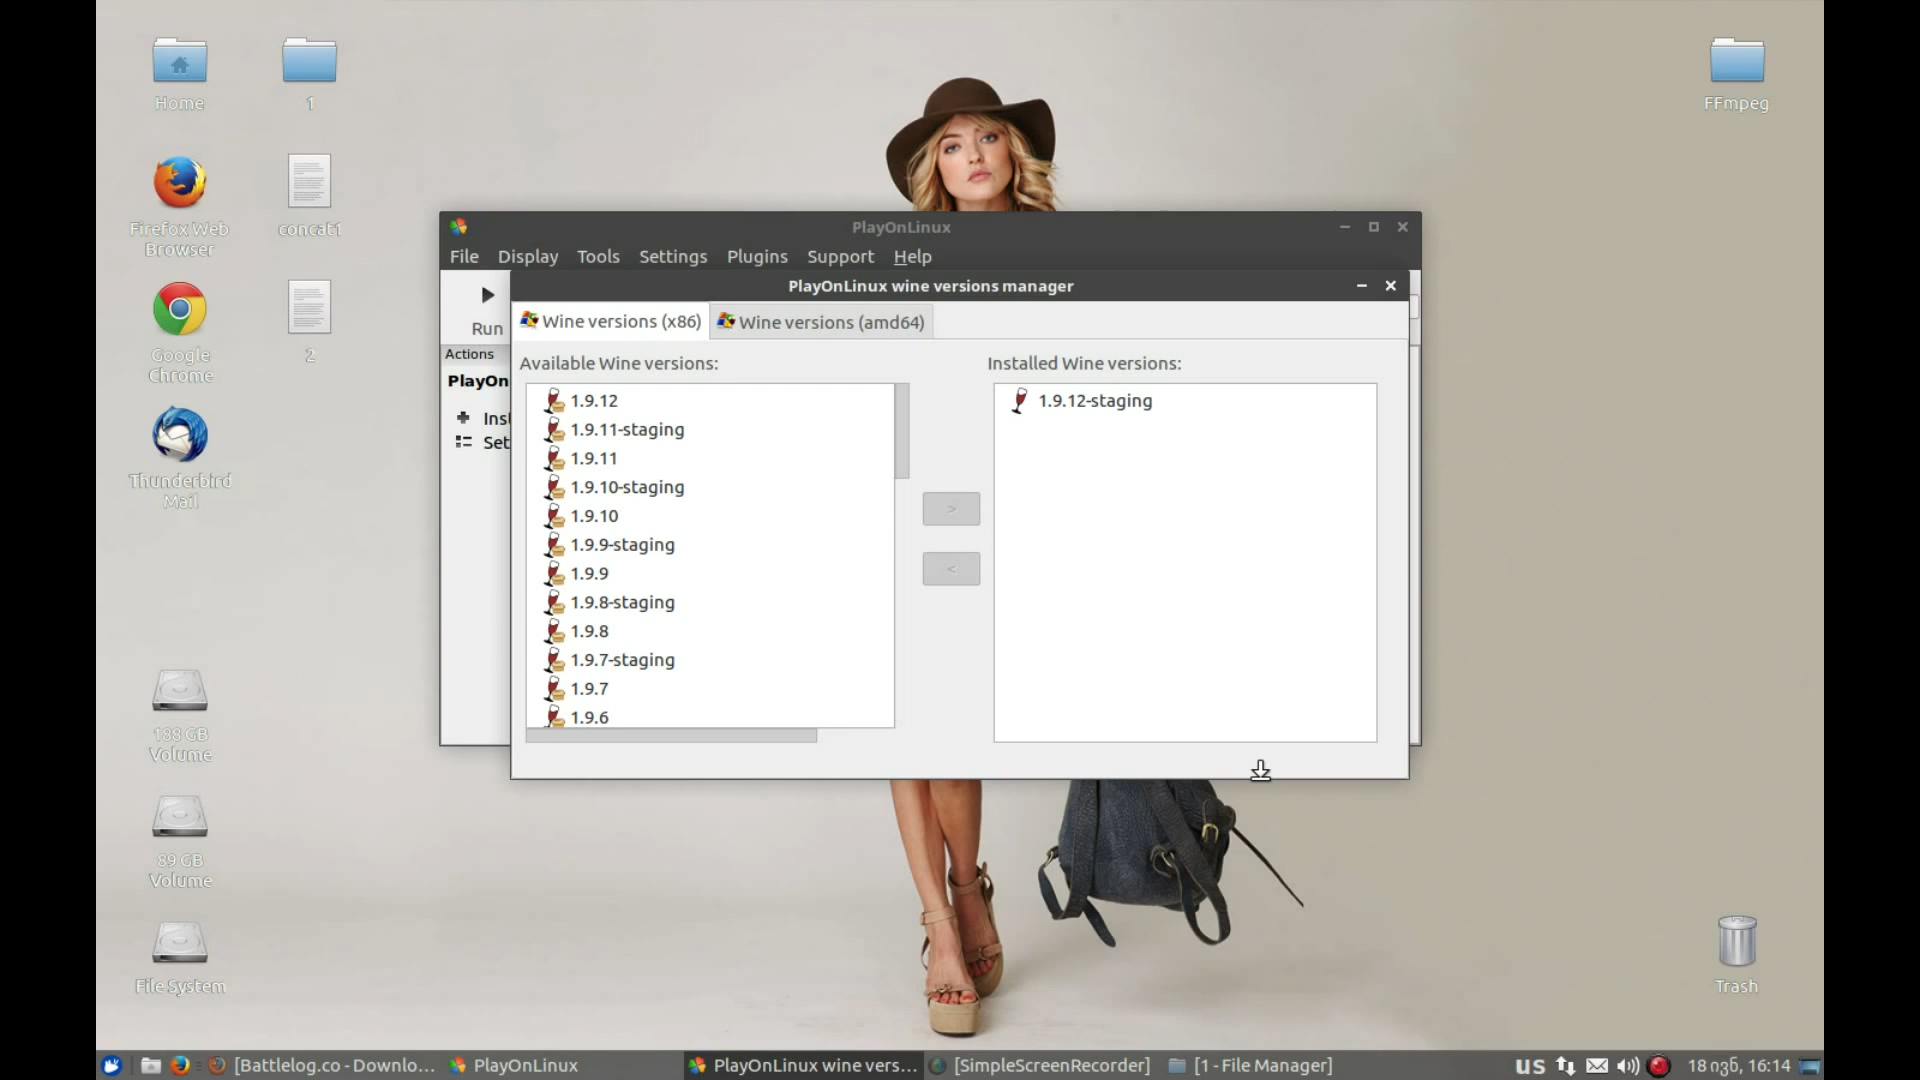 Home
1
FFmpeg
Firefox Web
Browser
concat1
Google
Chrome
2
Thunderbird
Mail
188 GB
Volume
89 GB
Volume
File System
Trash
PlayOnLinux
File Display Tools Settings Plugins Support Help
Run
Actions
PlayOn
Inst
Set
PlayOnLinux wine versions manager
Wine versions (x86)
Wine versions (amd64)
Available Wine versions:
Installed Wine versions:
1.9.12
1.9.11-staging
1.9.11
1.9.10-staging
1.9.10
1.9.9-staging
1.9.9
1.9.8-staging
1.9.8
1.9.7-staging
1.9.7
1.9.6
>
<
1.9.12-staging
[Battlelog.co - Downlo...
PlayOnLinux
PlayOnLinux wine vers...
[SimpleScreenRecorder]
[1 - File Manager]
us
18 ივნ, 16:14